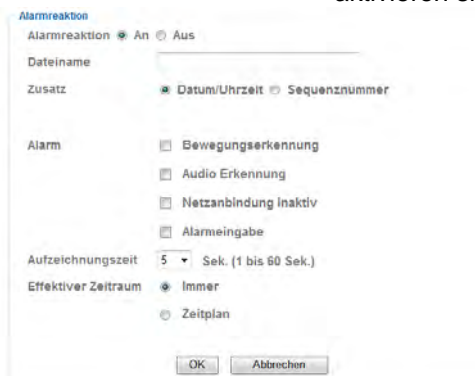 Alarmreaktion
Alarmreaktion An Aus
Dateiname
Zusatz Datum/Uhrzeit Sequenznummer
Alarm Bewegungserkennung
Audio Erkennung
Netzanbindung inaktiv
Alarmeingabe
Aufzeichnungszeit 5 Sek. (1 bis 60 Sek.)
Effektiver Zeitraum Immer
Zeitplan
OK Abbrechen